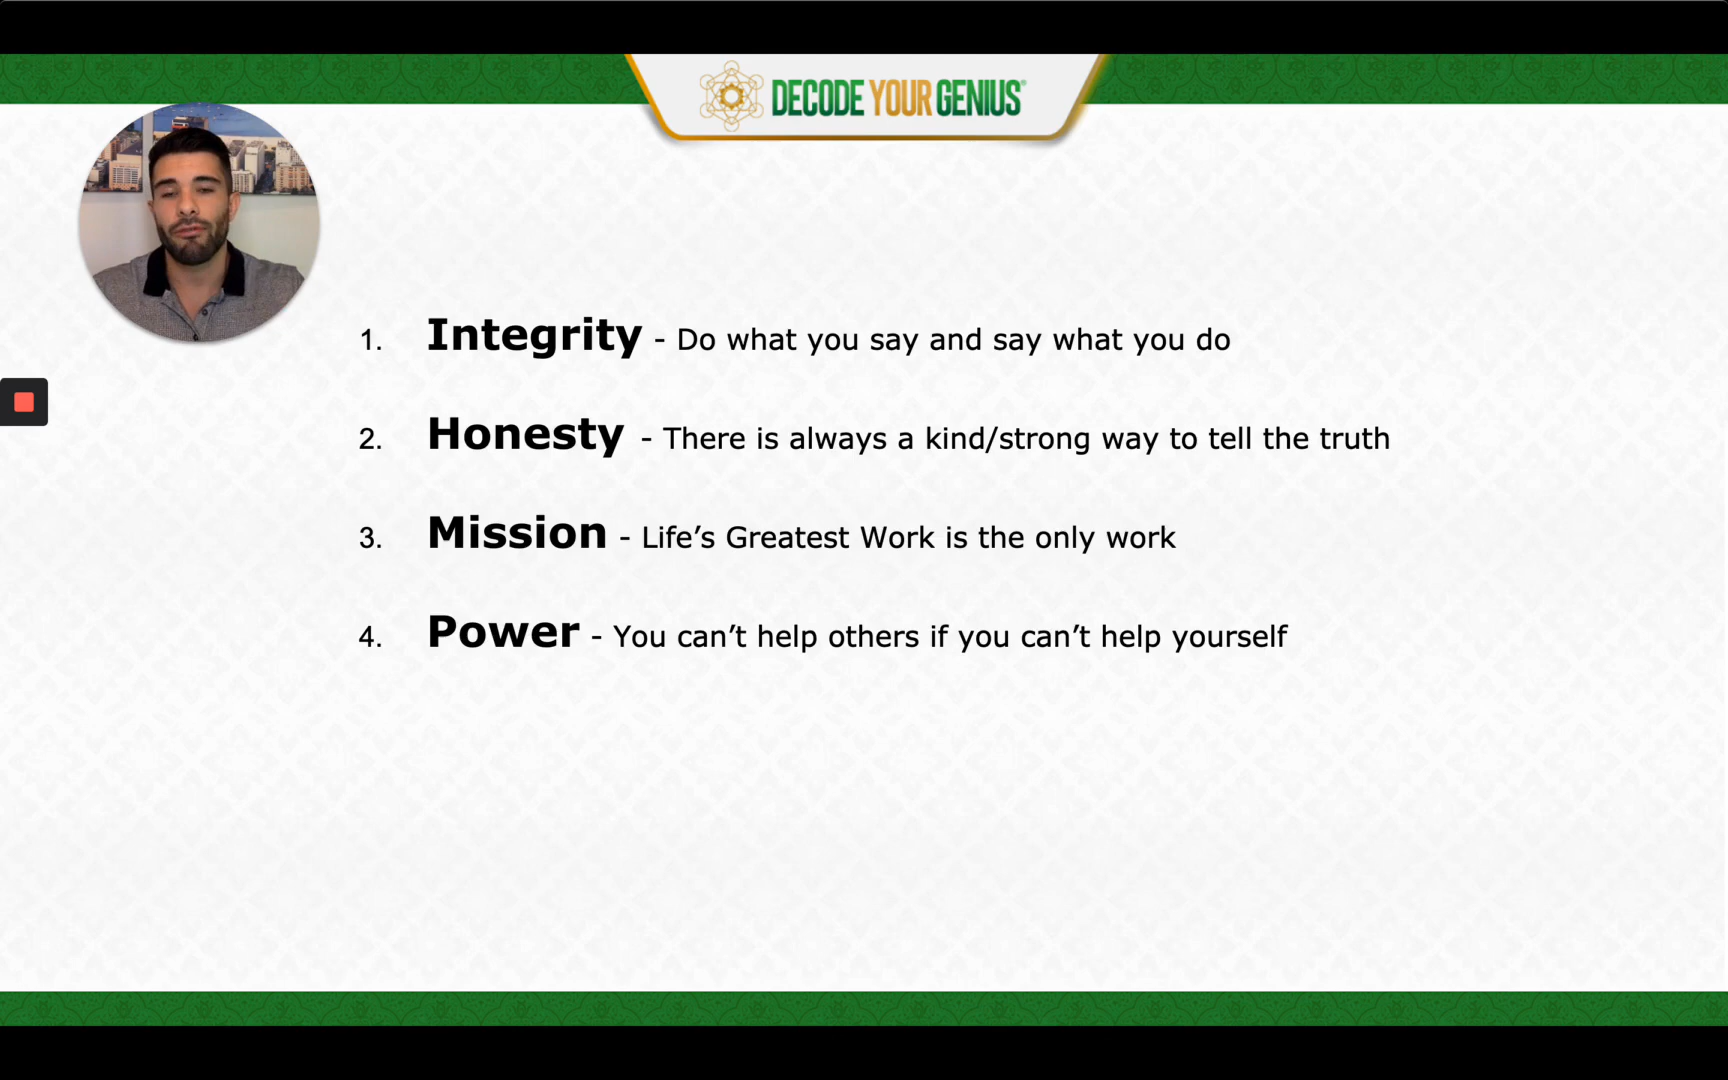 DECODE YOUR GENIUS®
1. Integrity - Do what you say and say what you do
2. Honesty - There is always a kind/strong way to tell the truth
3. Mission - Life’s Greatest Work is the only work
4. Power - You can’t help others if you can’t help yourself